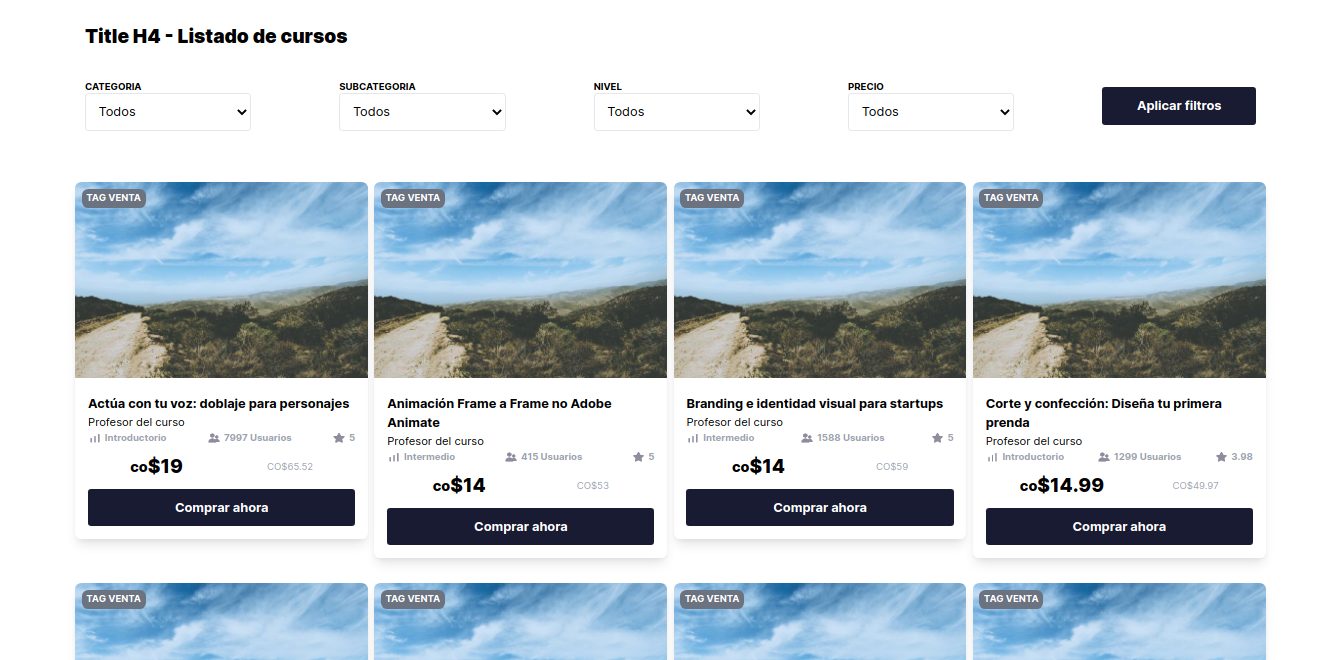 Title H4 - Listado de cursos
CATEGORIA
Todos
SUBCATEGORIA
Todos
NIVEL
Todos
PRECIO
Todos
Aplicar filtros
TAG VENTA
Actúa con tu voz: doblaje para personajes
Profesor del curso
Introductorio 7997 Usuarios 5
CO$19 CO$65.52
Comprar ahora
TAG VENTA
Animación Frame a Frame no Adobe
Animate
Profesor del curso
Intermedio 415 Usuarios 5
CO$14 CO$53
Comprar ahora
TAG VENTA
Branding e identidad visual para startups
Profesor del curso
Intermedio 1588 Usuarios 5
CO$14 CO$59
Comprar ahora
TAG VENTA
Corte y confección: Diseña tu primera
prenda
Profesor del curso
Introductorio 1299 Usuarios 3.98
CO$14.99 CO$49.97
Comprar ahora
TAG VENTA
TAG VENTA
TAG VENTA
TAG VENTA